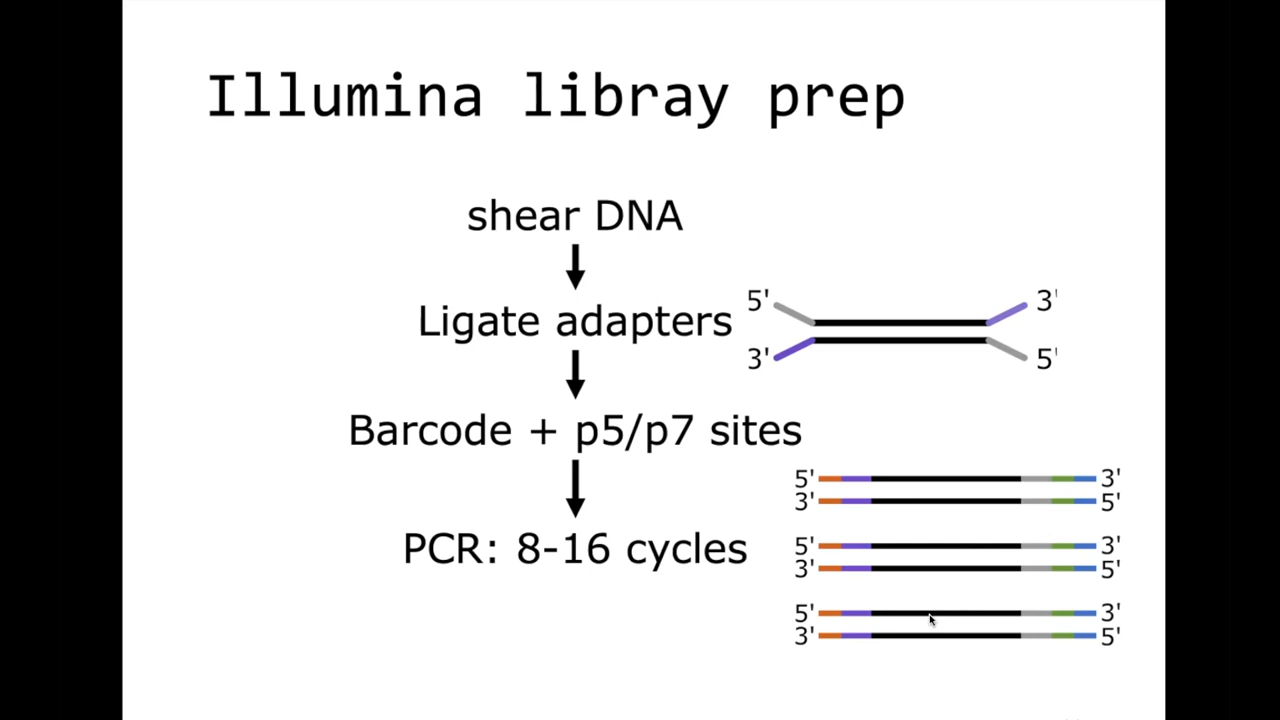 Illumina libray prep
shear DNA
5' 3'
Ligate adapters
3' 5'
Barcode + p5/p7 sites
5' 3'
3' 5'
PCR: 8-16 cycles
5' 3'
3' 5'
5' 3'
3' 5'